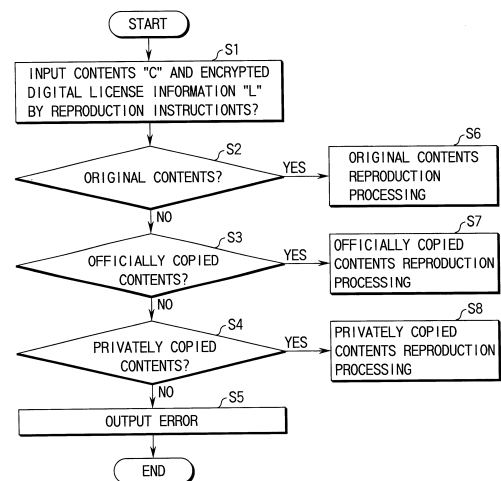 START
S1
INPUT CONTENTS "C" AND ENCRYPTED
DIGITAL LICENSE INFORMATION "L"
BY REPRODUCTION INSTRUCTIONTS?
S2
ORIGINAL CONTENTS?
YES
S6
ORIGINAL CONTENTS
REPRODUCTION
PROCESSING
NO
S3
OFFICIALLY COPIED
CONTENTS?
YES
S7
OFFICIALLY COPIED
CONTENTS REPRODUCTION
PROCESSING
NO
S4
PRIVATELY COPIED
CONTENTS?
YES
S8
PRIVATELY COPIED
CONTENTS REPRODUCTION
PROCESSING
NO
S5
OUTPUT ERROR
END